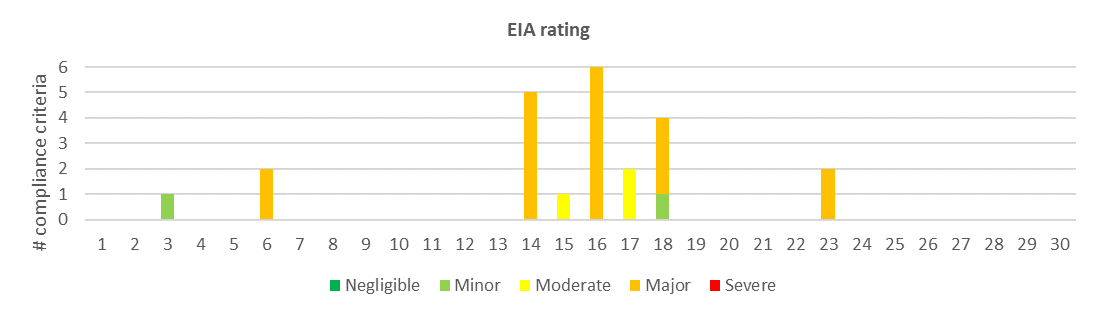 EIA rating
# compliance criteria
6
5
4
3
2
1
0
1 2 3 4 5 6 7 8 9 10 11 12 13 14 15 16 17 18 19 20 21 22 23 24 25 26 27 28 29 30
Negligible Minor Moderate Major Severe